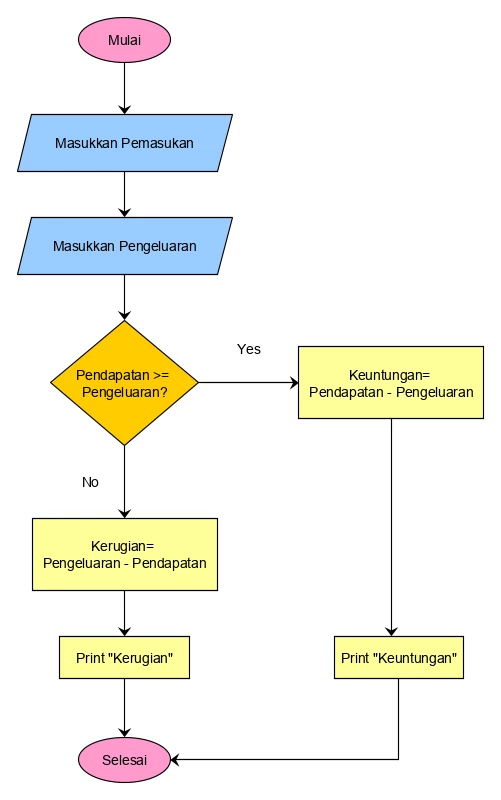 Mulai
Masukkan Pemasukan
Masukkan Pengeluaran
Pendapatan >=
Pengeluaran?
Yes
Keuntungan=
Pendapatan - Pengeluaran
No
Kerugian=
Pengeluaran - Pendapatan
Print "Kerugian"
Print "Keuntungan"
Selesai